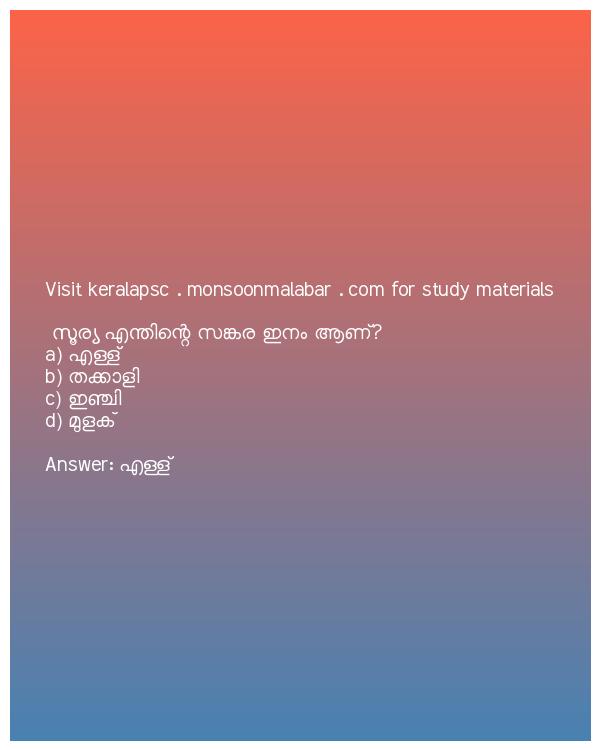 Visit keralapsc . monsoonmalabar . com for study materials
സൂര്യ എന്തിന്റെ സങ്കര ഇനം ആണ്?
a) എള്ള്
b) തക്കാളി
c) ഇഞ്ചി
d) മുളക്
Answer: എള്ള്